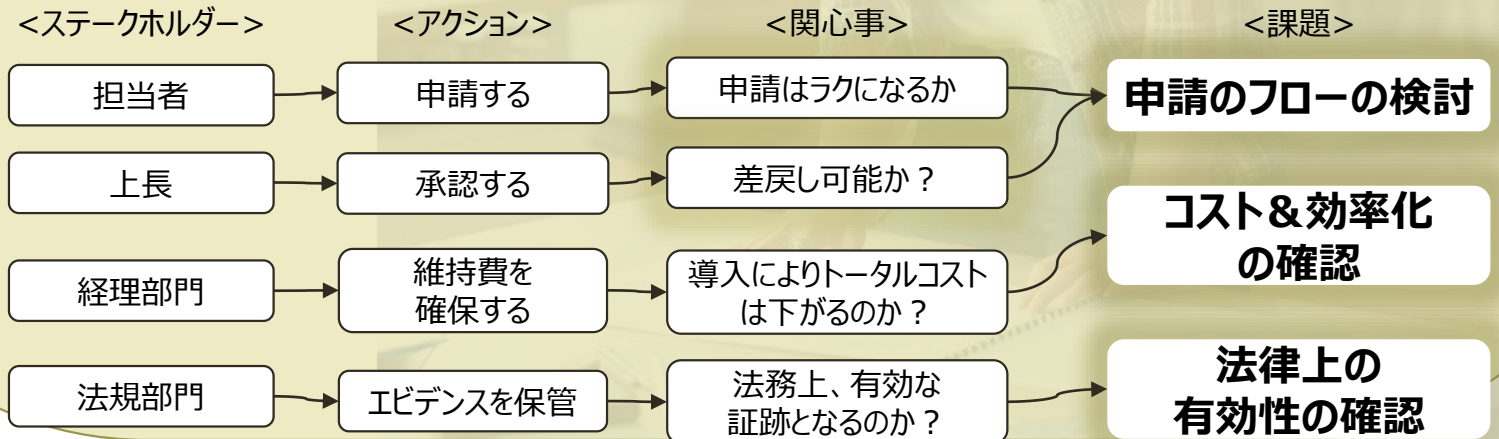 <ステークホルダー>
<アクション>
<関心事>
<課題>
担当者
申請する
申請はラクになるか
申請のフローの検討
上長
承認する
差戻し可能か？
コスト＆効率化
の確認
経理部門
維持費を
確保する
導入によりトータルコスト
は下がるのか？
法規部門
エビデンスを保管
法務上、有効な
証跡となるのか？
法律上の
有効性の確認